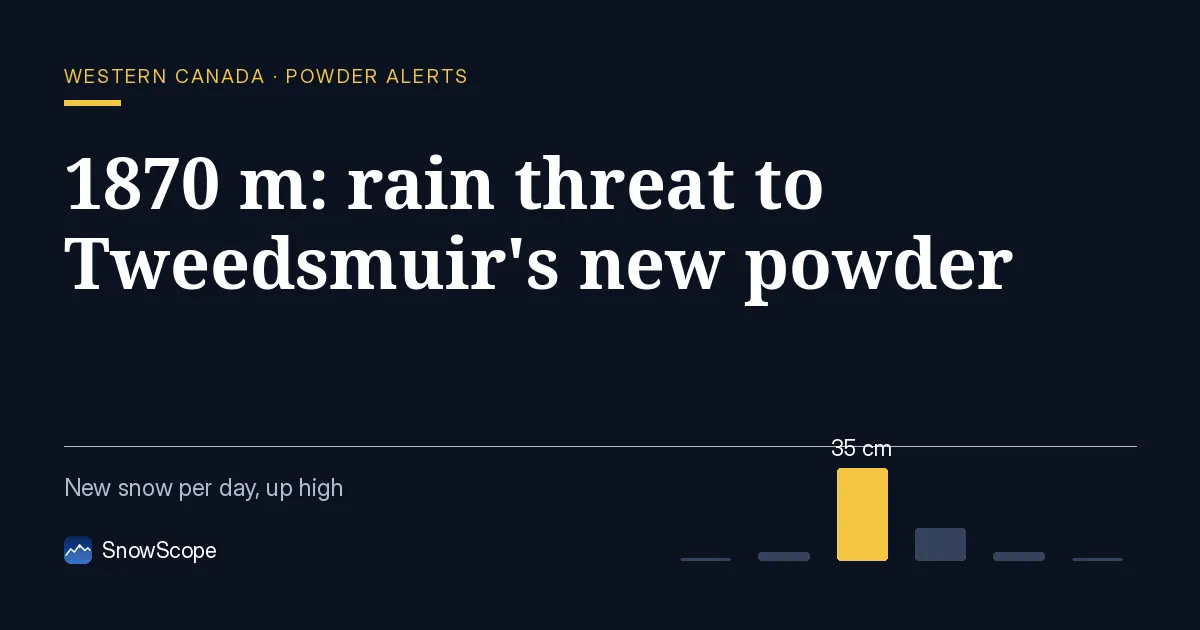 WESTERN CANADA · POWDER ALERTS
1870 m: rain threat to
Tweedsmuir's new powder
35 cm
New snow per day, up high
SnowScope